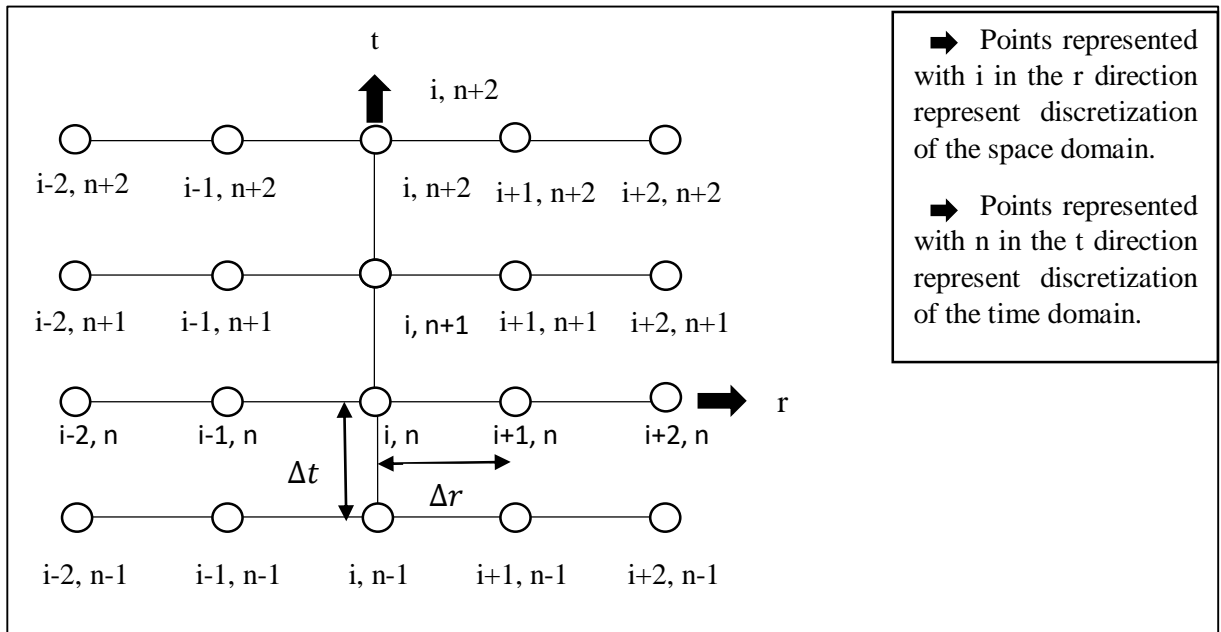 t
i, n+2
i-2, n+2 i-1, n+2 i, n+2 i+1, n+2 i+2, n+2
i-2, n+1 i-1, n+1 i, n+1 i+1, n+1 i+2, n+1
r
i-2, n i-1, n i, n i+1, n i+2, n
Δt
Δr
i-2, n-1 i-1, n-1 i, n-1 i+1, n-1 i+2, n-1
Points represented
with i in the r direction
represent discretization
of the space domain.
Points represented
with n in the t direction
represent discretization
of the time domain.